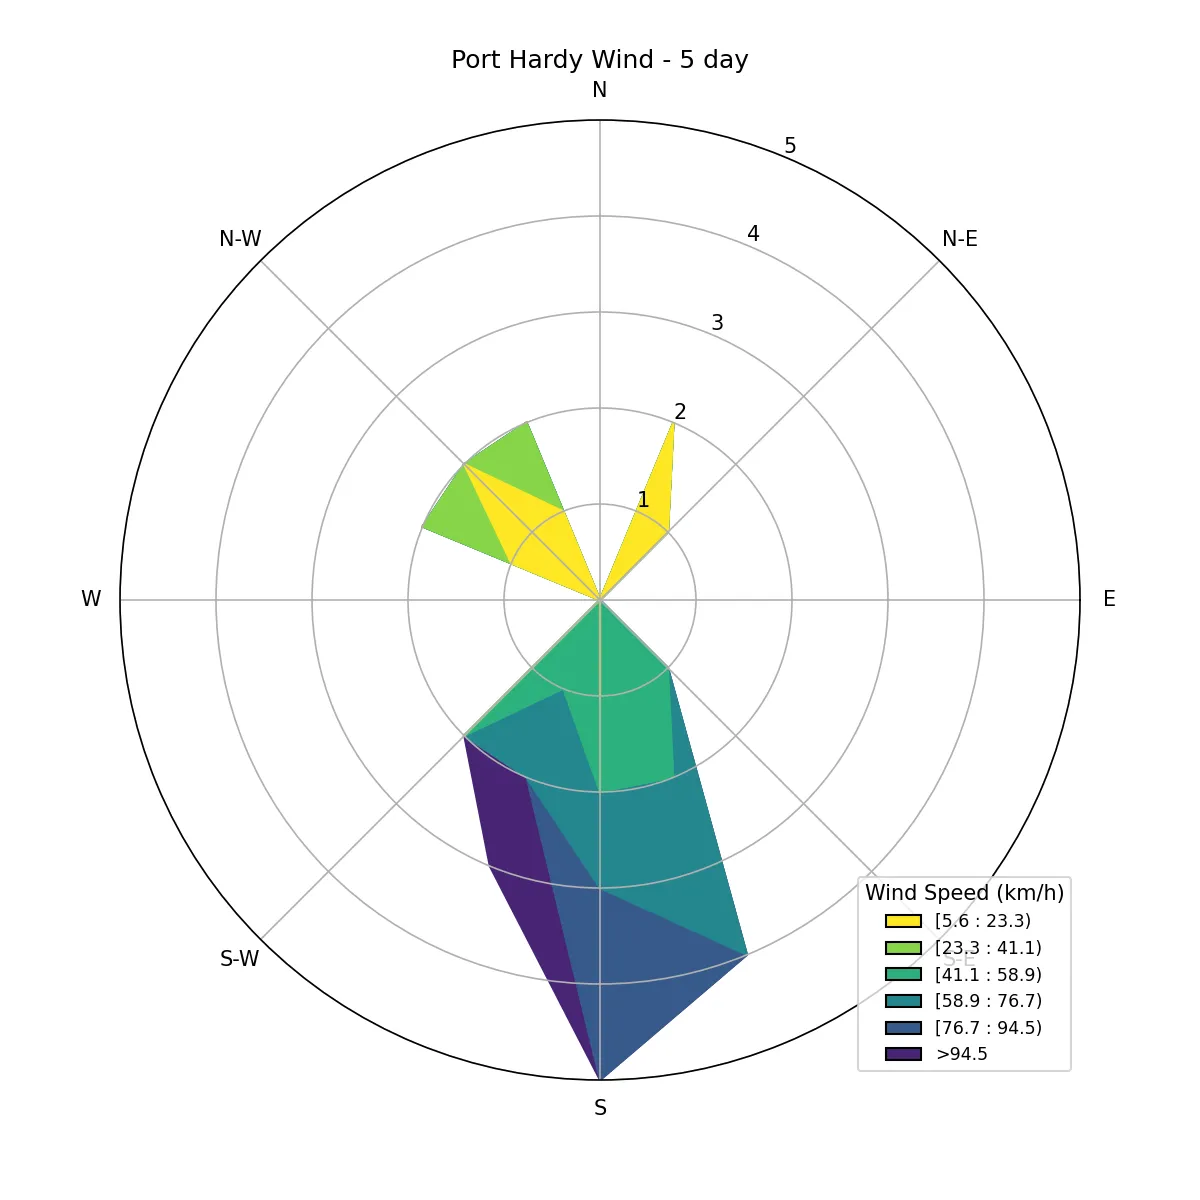 Port Hardy Wind - 5 day
N
5
N-W
4
N-E
3
2
1
W
E
Wind Speed (km/h)
[5.6 : 23.3)
[23.3 : 41.1)
[41.1 : 58.9)
[58.9 : 76.7)
[76.7 : 94.5)
>94.5
S-W
S-E
S